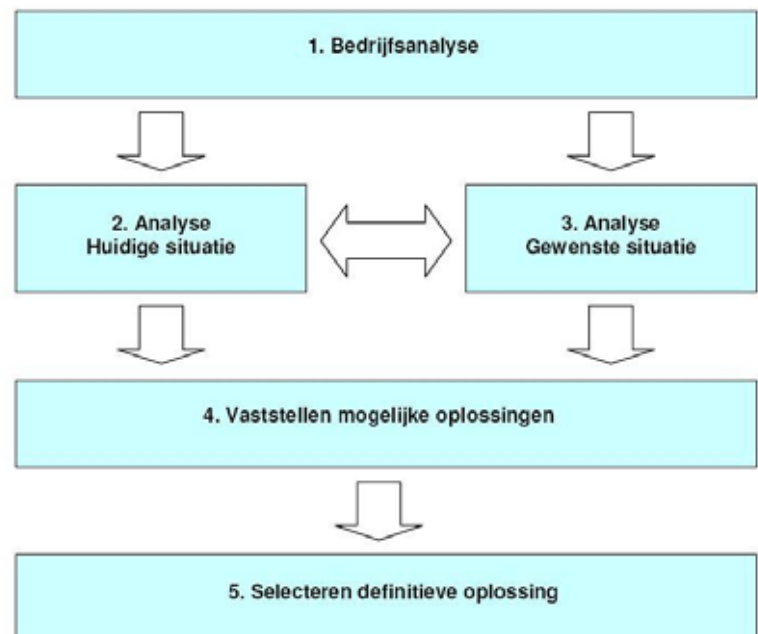 1. Bedrijfsanalyse
2. Analyse
Huidige situatie
3. Analyse
Gewenste situatie
4. Vaststellen mogelijke oplossingen
5. Selecteren definitieve oplossing